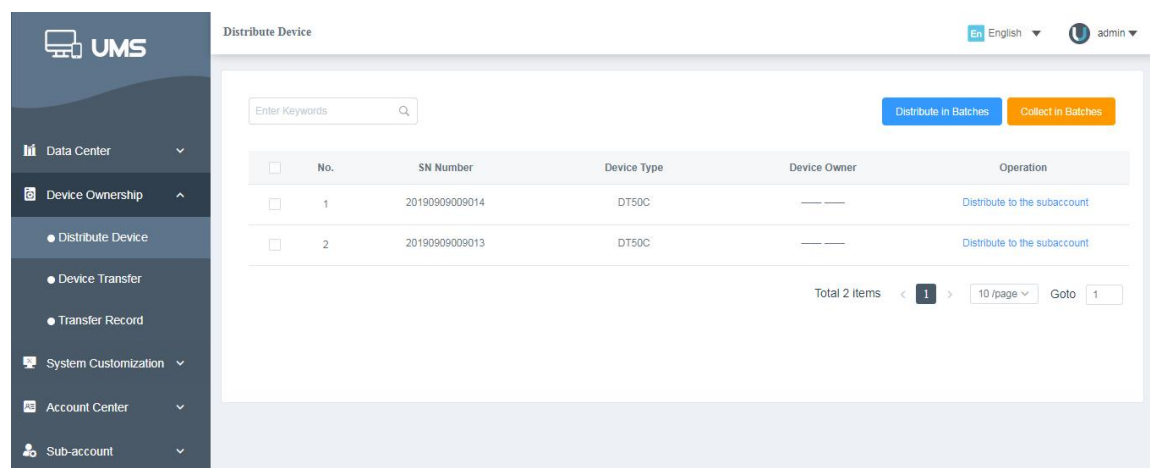 UMS
Distribute Device
En English
admin
Enter Keywords
Distribute in Batches
Collect in Batches
Data Center
Device Ownership
Distribute Device
Device Transfer
Transfer Record
System Customization
Account Center
Sub-account
No. SN Number Device Type Device Owner Operation
1 20190909009014 DT50C —— —— Distribute to the subaccount
2 20190909009013 DT50C —— —— Distribute to the subaccount
Total 2 items < 1 > 10 /page Goto 1